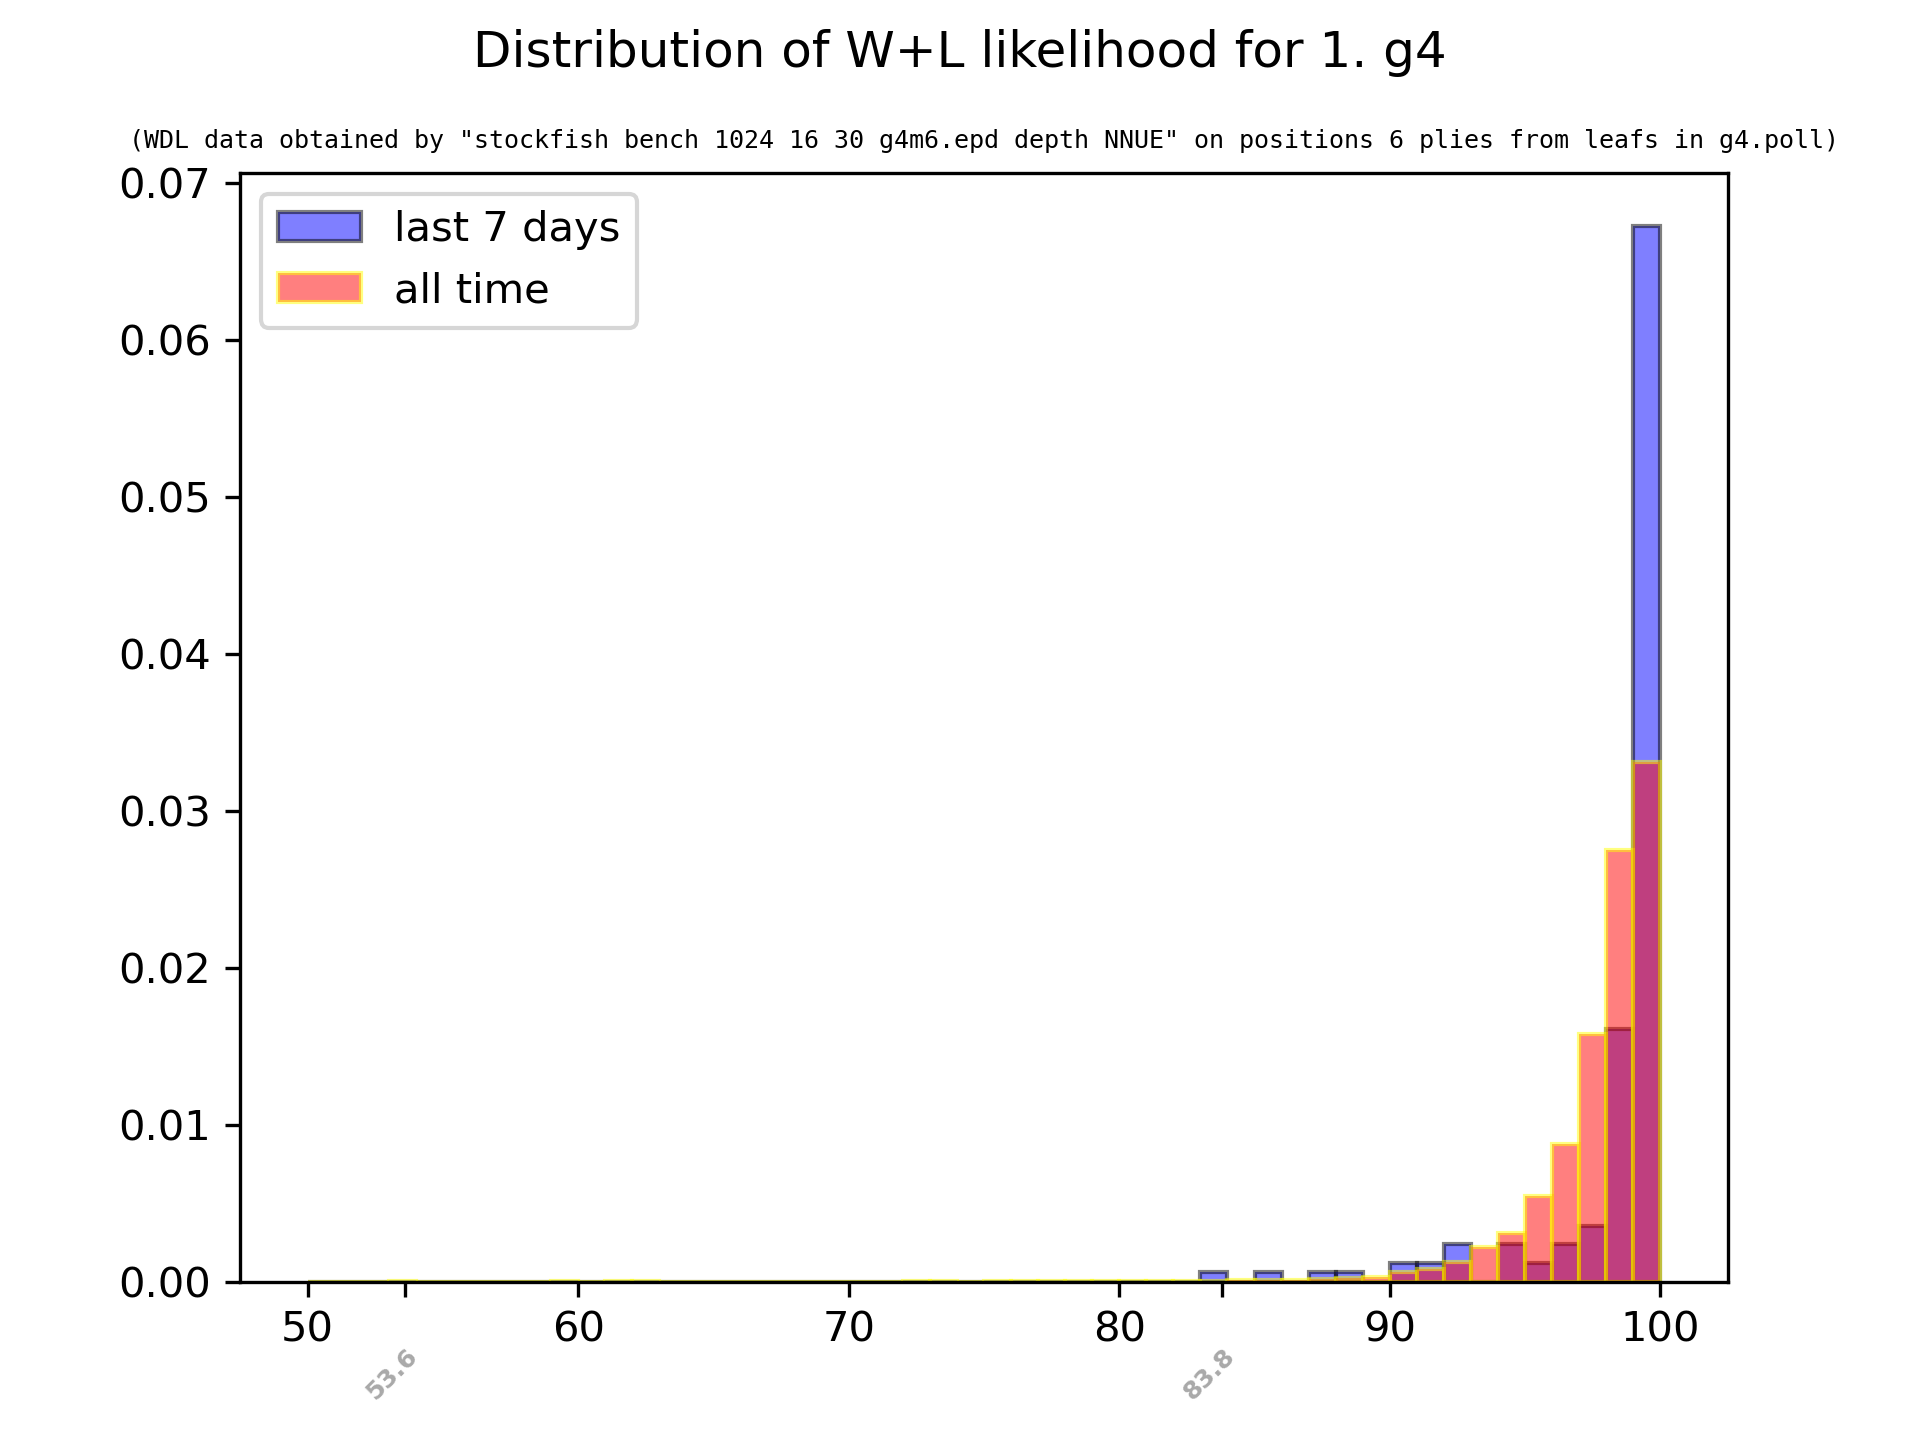 Distribution of W+L likelihood for 1. g4
(WDL data obtained by "stockfish bench 1024 16 30 g4m6.epd depth NNUE" on positions 6 plies from leafs in g4.poll)
last 7 days
all time
0.07
0.06
0.05
0.04
0.03
0.02
0.01
0.00
50 60 70 80 90 100
53.6 83.8